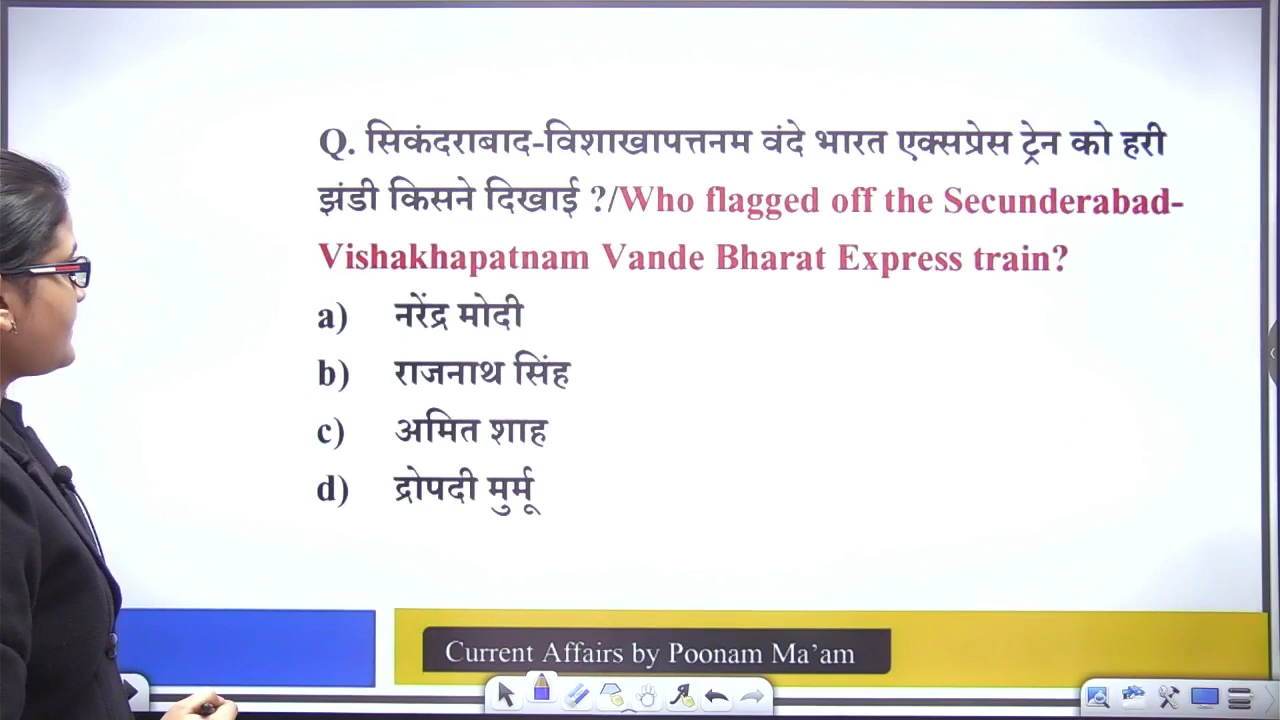 Q. सिकंदराबाद-विशाखापत्तनम वंदे भारत एक्सप्रेस ट्रेन को हरी
झंडी किसने दिखाई ?/Who flagged off the Secunderabad-
Vishakhapatnam Vande Bharat Express train?
a) नरेंद्र मोदी
b) राजनाथ सिंह
c) अमित शाह
d) द्रोपदी मुर्मू
Current Affairs by Poonam Ma’am